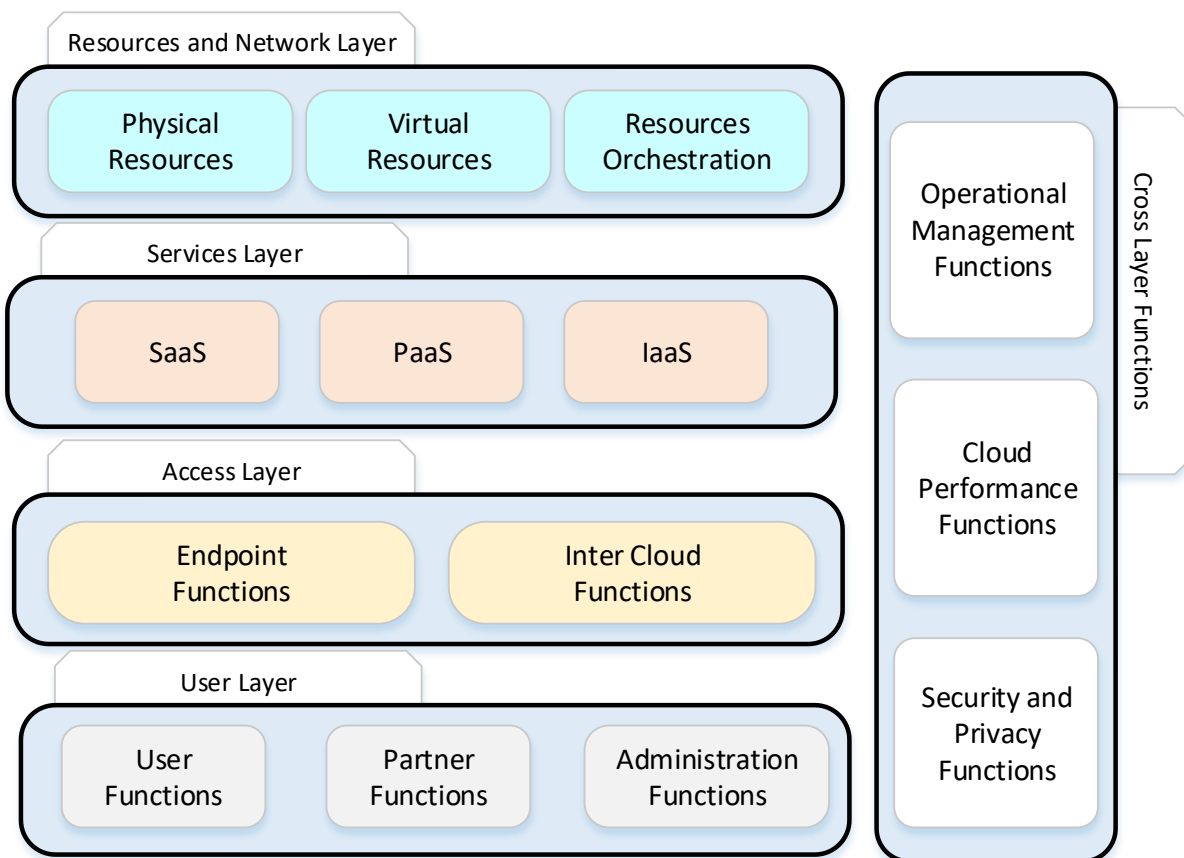 Resources and Network Layer
Physical
Resources
Virtual
Resources
Resources
Orchestration
Services Layer
SaaS
PaaS
IaaS
Access Layer
Endpoint
Functions
Inter Cloud
Functions
User Layer
User
Functions
Partner
Functions
Administration
Functions
Operational
Management
Functions
Cloud
Performance
Functions
Security and
Privacy
Functions
Cross Layer Functions